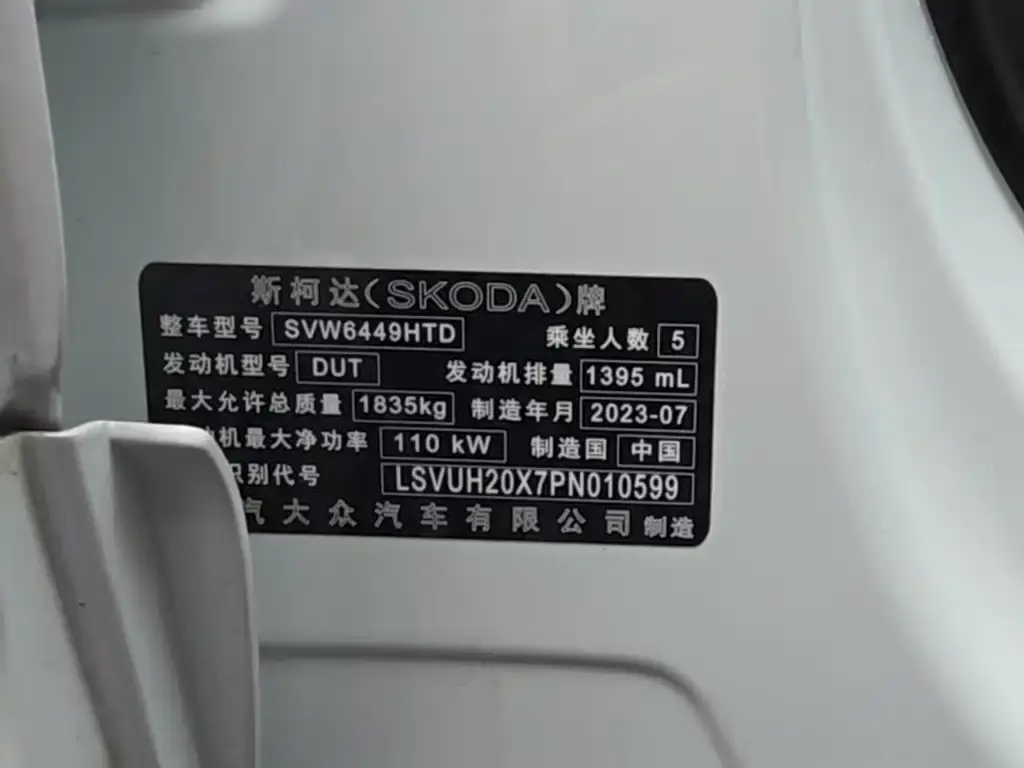 斯柯达(SKODA)牌
整车型号 SVW6449HTD 乘坐人数 5
发动机型号 DUT 发动机排量 1395 mL
最大允许总质量 1835kg 制造年月 2023-07
机最大净功率 110 kW 制造国 中国
识别代号 LSVUH20X7PN010599
汽大众汽车有限公司 制造